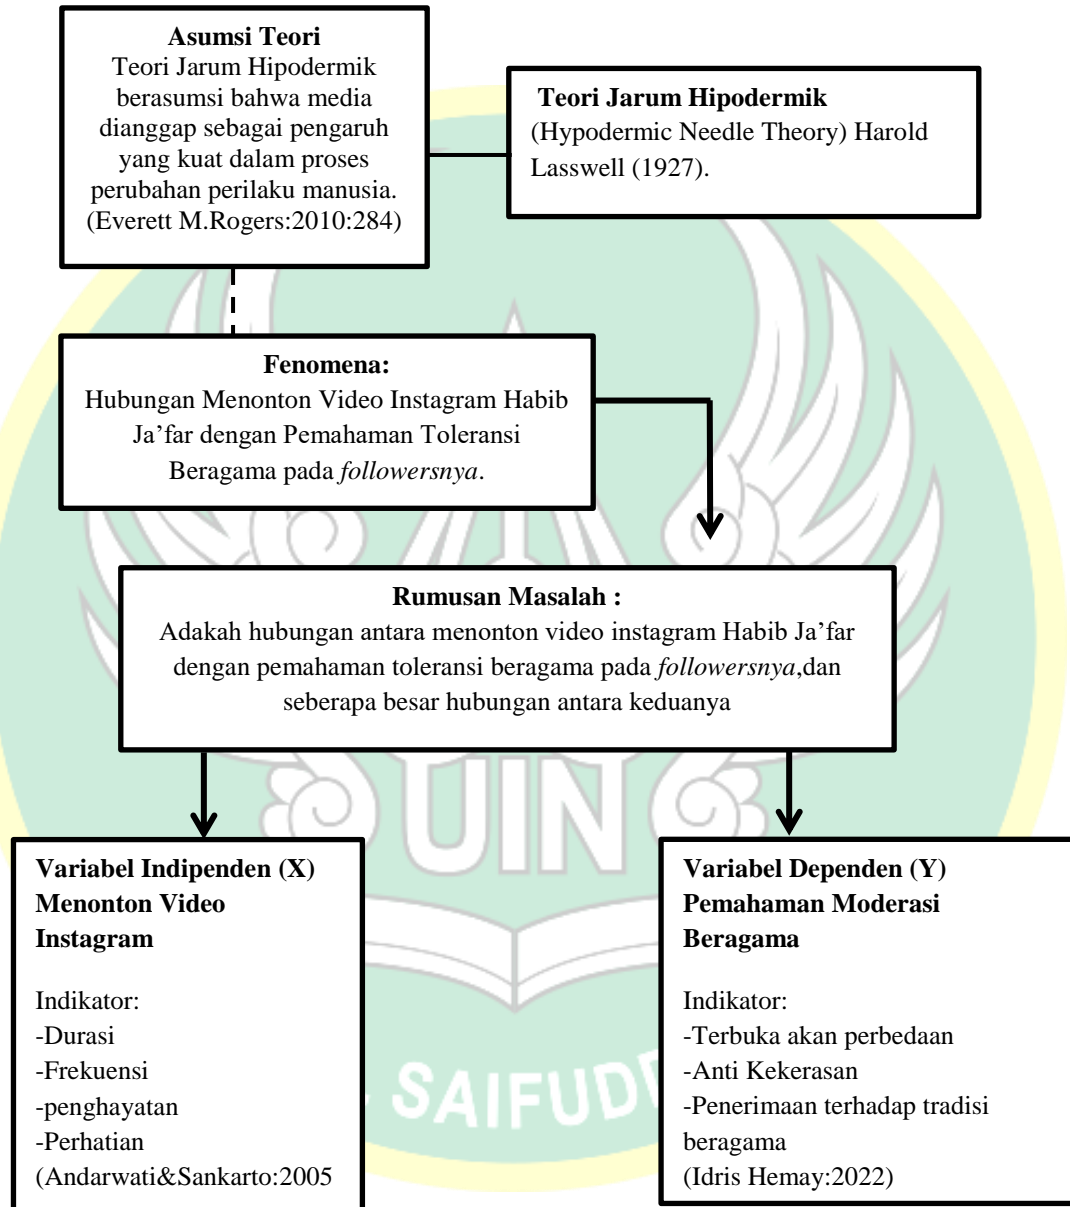 Asumsi Teori
Teori Jarum Hipodermik
berasumsi bahwa media
dianggap sebagai pengaruh
yang kuat dalam proses
perubahan perilaku manusia.
(Everett M.Rogers:2010:284)
Teori Jarum Hipodermik
(Hypodermic Needle Theory) Harold
Lasswell (1927).
Fenomena:
Hubungan Menonton Video Instagram Habib
Ja’far dengan Pemahaman Toleransi
Beragama pada followersnya.
Rumusan Masalah :
Adakah hubungan antara menonton video instagram Habib Ja’far
dengan pemahaman toleransi beragama pada followersnya,dan
seberapa besar hubungan antara keduanya
Variabel Indipenden (X)
Menonton Video
Instagram
Indikator:
-Durasi
-Frekuensi
-penghayatan
-Perhatian
(Andarwati&Sankarto:2005
Variabel Dependen (Y)
Pemahaman Moderasi
Beragama
Indikator:
-Terbuka akan perbedaan
-Anti Kekerasan
-Penerimaan terhadap tradisi
beragama
(Idris Hemay:2022)
UIN
SAIFUDD